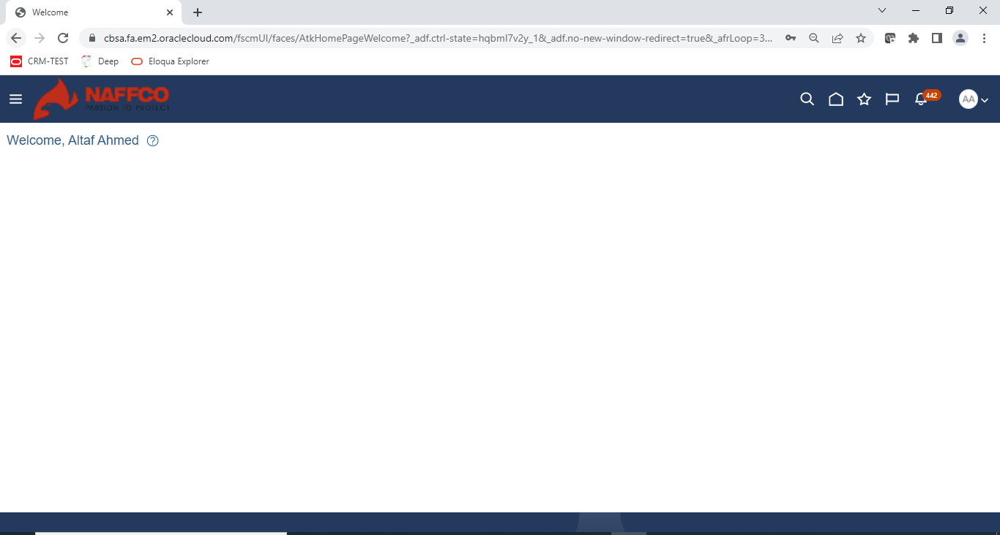 Welcome
cbsa.fa.em2.oraclecloud.com/fscmUI/faces/AtkHomePageWelcome?_adf.ctrl-state=hqbml7v2y_1&_adf.no-new-window-redirect=true&_afrLoop=3...
CRM-TEST
Deep
Eloqua Explorer
NAFFCO
PASSION TO PROTECT
442
AA
Welcome, Altaf Ahmed